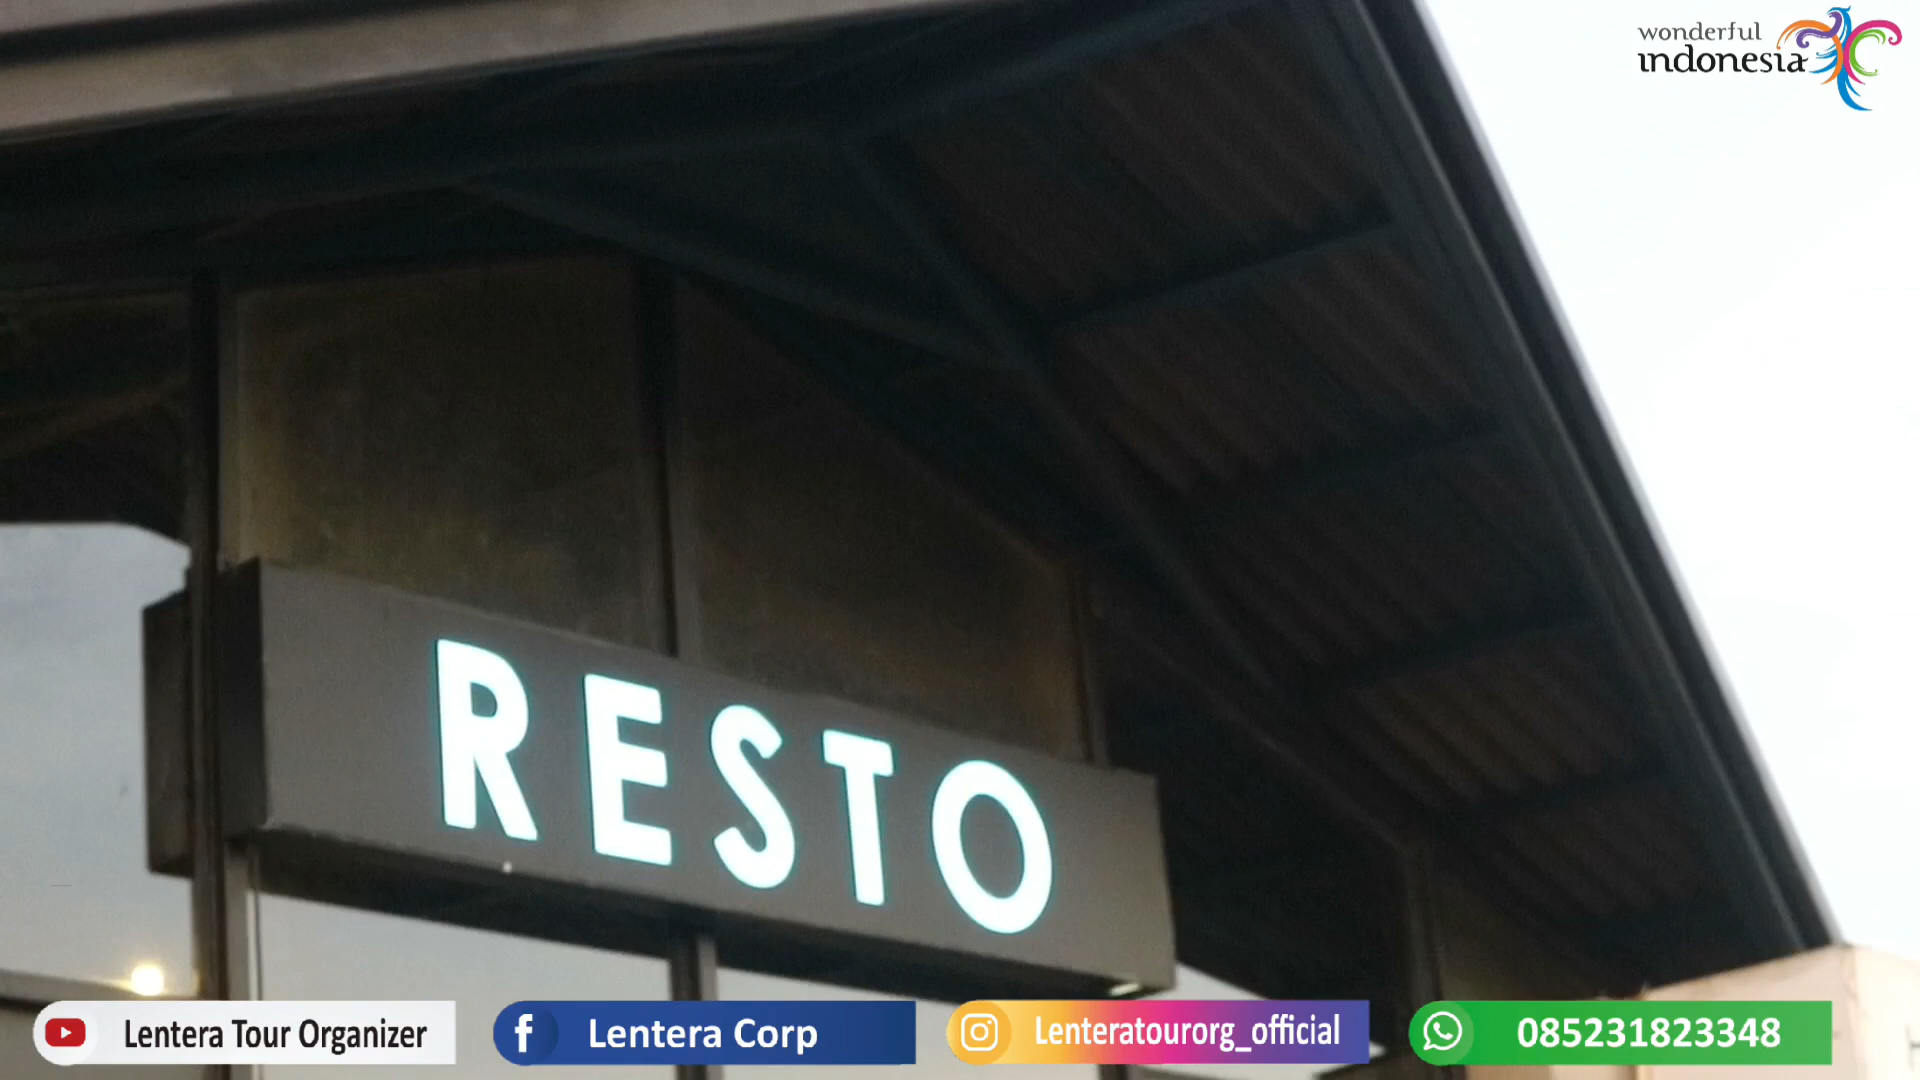 wonderful
indonesia
RESTO
Lentera Tour Organizer
Lentera Corp
Lenteratourorg_official
085231823348